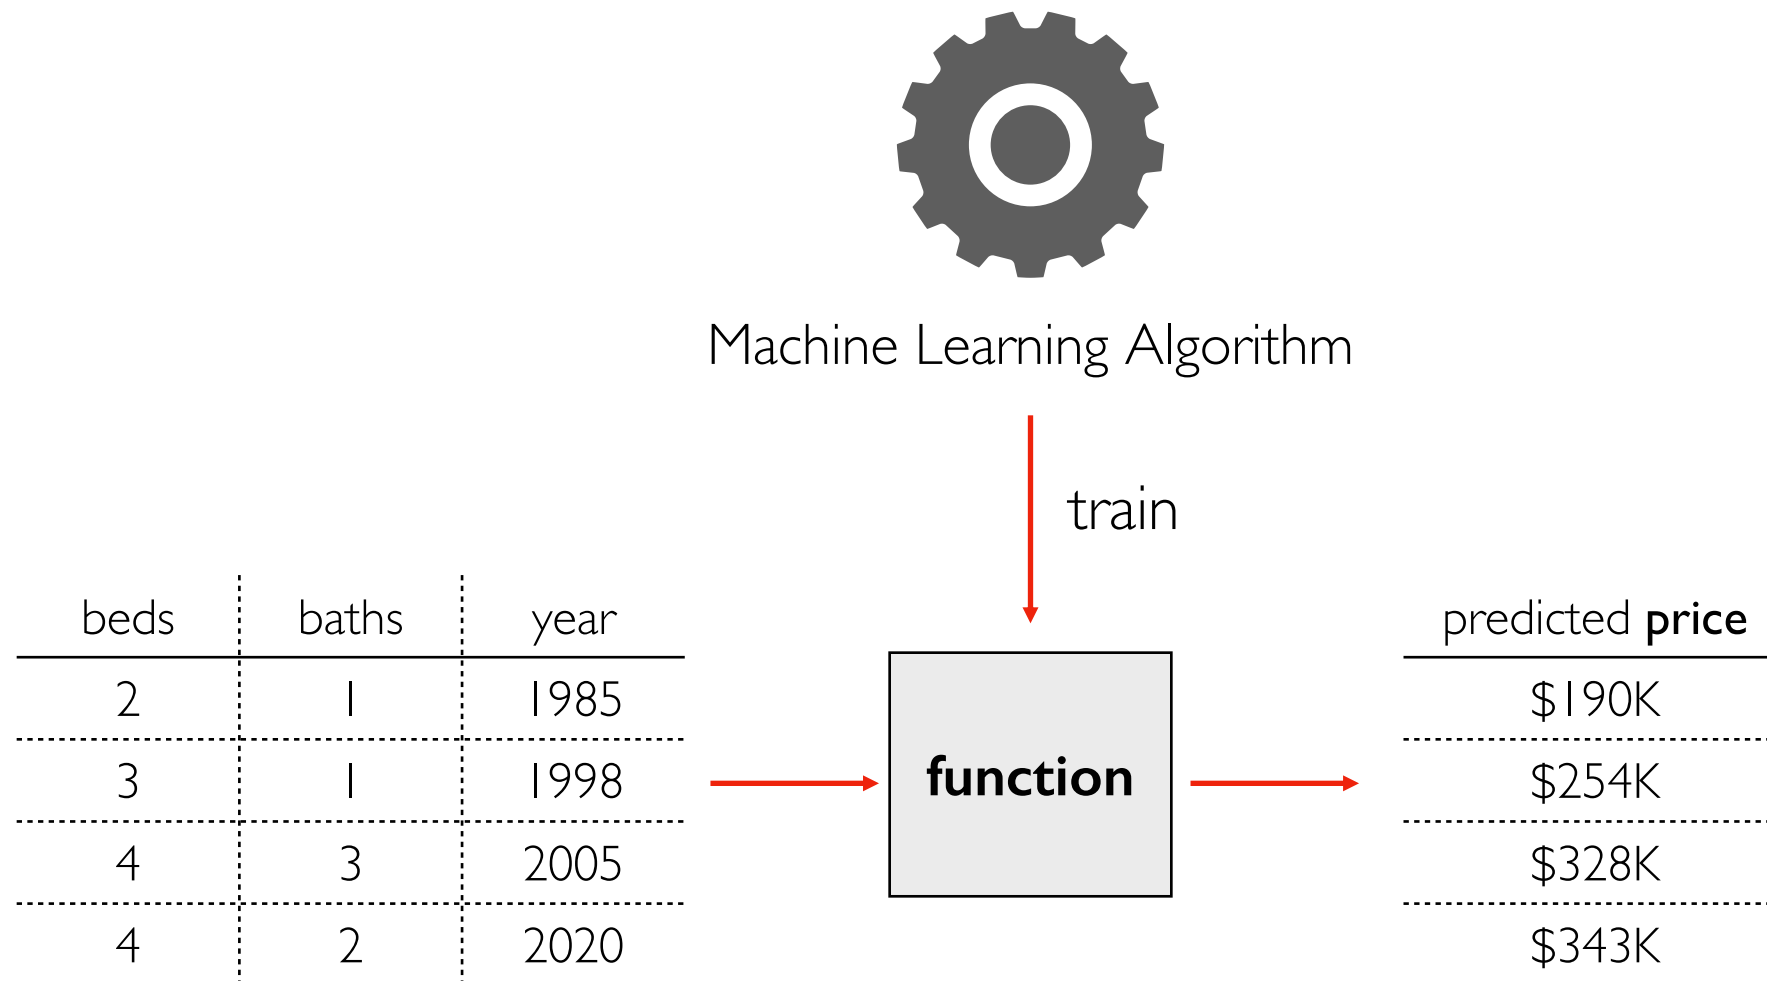 Machine Learning Algorithm
train
beds baths year
2 1 1985
3 1 1998
4 3 2005
4 2 2020
function
predicted price
$190K
$254K
$328K
$343K